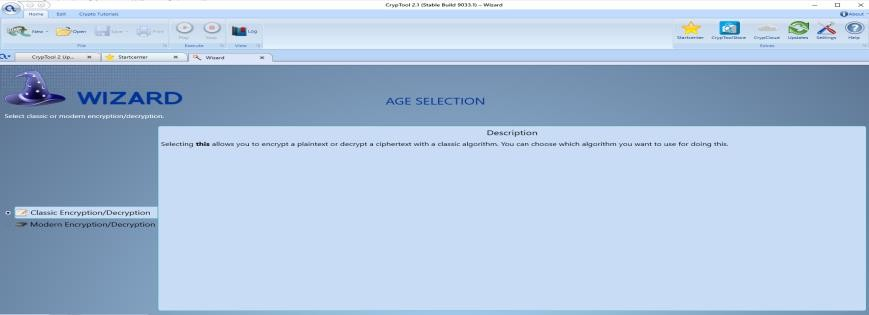 CrypTool 2.1 (Stable Build 9033.1) – Wizard
Home Edit Crypto Tutorials About
New Open Save Print Play Stop Log Startcenter CrypToolStore CrypCloud Updates Settings Help
File Execute View Extras
CrypTool 2 Up... Startcenter Wizard
WIZARD
AGE SELECTION
Select classic or modern encryption/decryption.
Description
Selecting this allows you to encrypt a plaintext or decrypt a ciphertext with a classic algorithm. You can choose which algorithm you want to use for doing this.
Classic Encryption/Decryption
Modern Encryption/Decryption